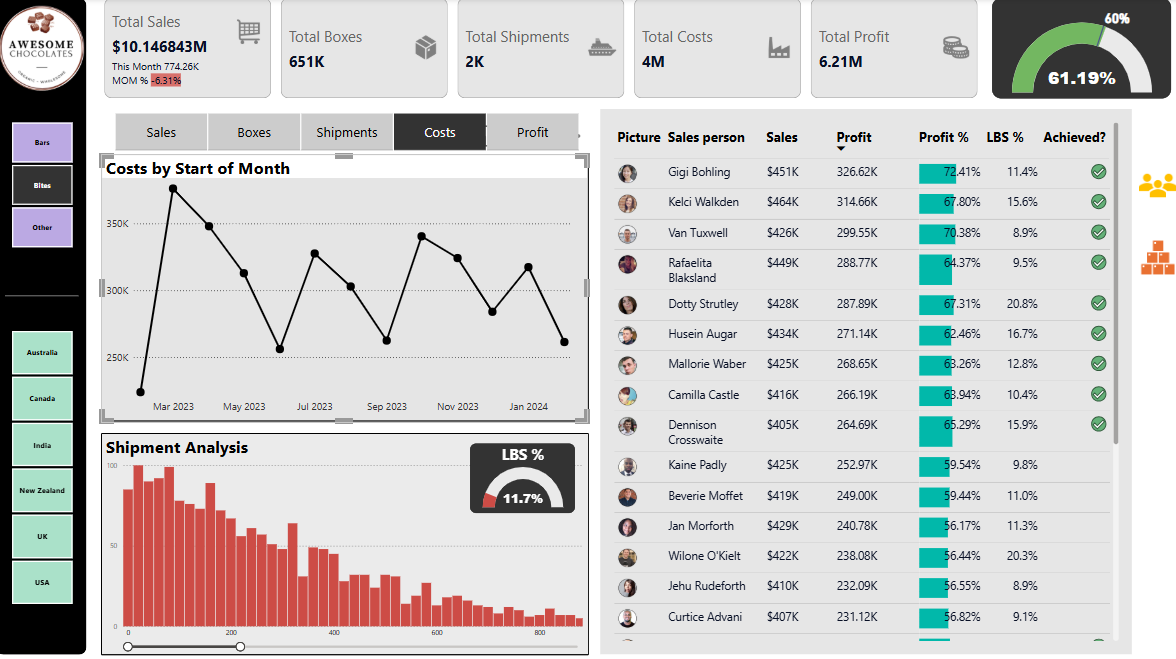 AWESOME
CHOCOLATES
ORGANIC - WHOLESOME
Bars
Bites
Other
Australia
Canada
India
New Zealand
UK
USA
Total Sales
$10.146843M
This Month 774.26K
MOM % -6.31%
Total Boxes
651K
Total Shipments
2K
Total Costs
4M
Total Profit
6.21M
60%
61.19%
Sales Boxes Shipments Costs Profit
Costs by Start of Month
350K
300K
250K
Mar 2023 May 2023 Jul 2023 Sep 2023 Nov 2023 Jan 2024
Shipment Analysis
LBS %
11.7%
100
50
0
0 200 400 600 800
Picture Sales person Sales Profit Profit % LBS % Achieved?
Gigi Bohling $451K 326.62K 72.41% 11.4%
Kelci Walkden $464K 314.66K 67.80% 15.6%
Van Tuxwell $426K 299.55K 70.38% 8.9%
Rafaelita $449K 288.77K 64.37% 9.5%
Blaksland
Dotty Strutley $428K 287.89K 67.31% 20.8%
Husein Augar $434K 271.14K 62.46% 16.7%
Mallorie Waber $425K 268.65K 63.26% 12.8%
Camilla Castle $416K 266.19K 63.94% 10.4%
Dennison $405K 264.69K 65.29% 15.9%
Crosswaite
Kaine Padly $425K 252.97K 59.54% 9.8%
Beverie Moffet $419K 249.00K 59.44% 11.0%
Jan Morforth $429K 240.78K 56.17% 11.3%
Wilone O'Kielt $422K 238.08K 56.44% 20.3%
Jehu Rudeforth $410K 232.09K 56.55% 8.9%
Curtice Advani $407K 231.12K 56.82% 9.1%